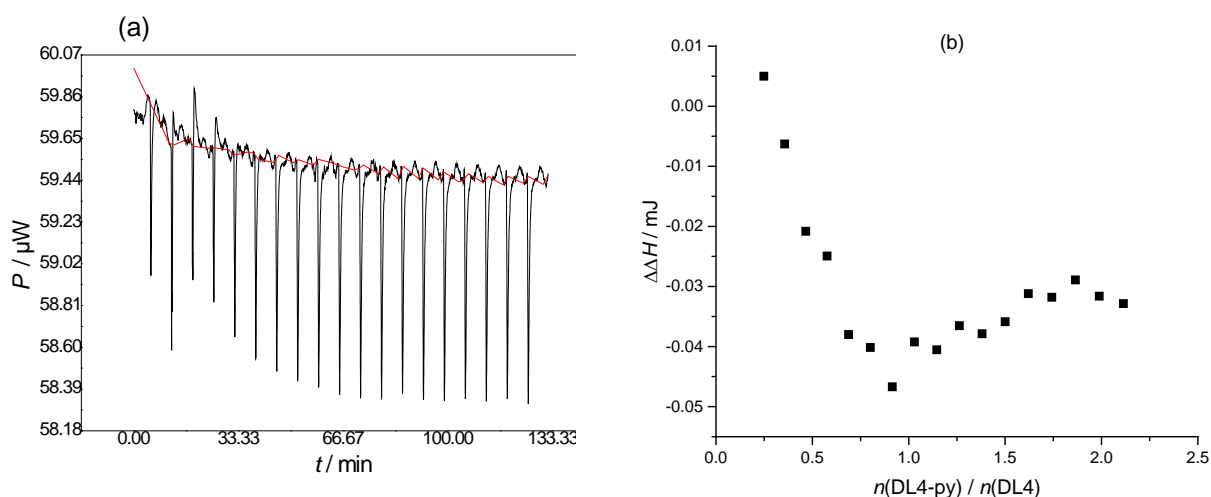 (a)
60.07
59.86
59.65
59.44
59.23
59.02
58.81
58.60
58.39
58.18
P / µW
0.00 33.33 66.67 100.00 133.33
t / min
(b)
0.01
0.00
-0.01
-0.02
-0.03
-0.04
-0.05
ΔΔH / mJ
0.0 0.5 1.0 1.5 2.0 2.5
n(DL4-py) / n(DL4)